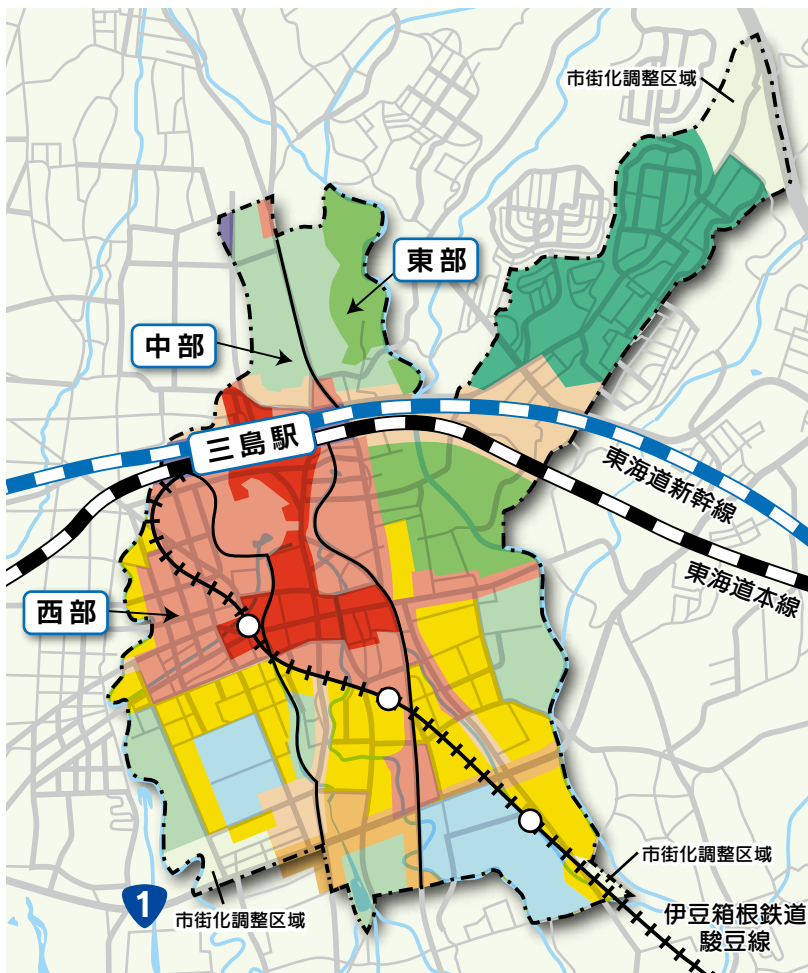 市街化調整区域
東部
中部
三島駅
東海道新幹線
東海道本線
西部
市街化調整区域
1
市街化調整区域
伊豆箱根鉄道
駿豆線